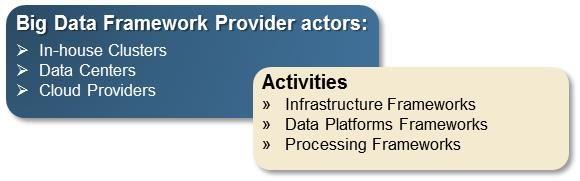 Big Data Framework Provider actors:
➢ In-house Clusters
➢ Data Centers
➢ Cloud Providers
Activities
» Infrastructure Frameworks
» Data Platforms Frameworks
» Processing Frameworks